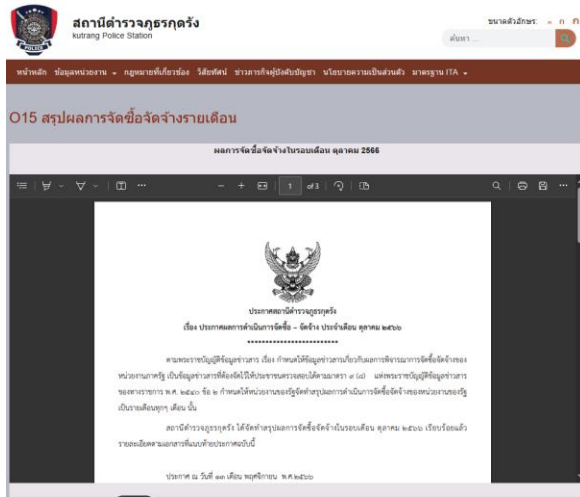 สถานีตำรวจภูธรกุดรัง
kutrang Police Station
ขนาดตัวอักษร: - ก ก
ค้นหา ...
หน้าหลัก ข้อมูลหน่วยงาน กฎหมายที่เกี่ยวข้อง วิสัยทัศน์ ข่าวภารกิจผู้บังคับบัญชา นโยบายความเป็นส่วนตัว มาตรฐาน ITA
O15 สรุปผลการจัดซื้อจัดจ้างรายเดือน
ผลการจัดซื้อจัดจ้างในรอบเดือน ตุลาคม 2566
1 of 3
ประกาศสถานีตำรวจภูธรกุดรัง
เรื่อง ประกาศผลการดำเนินการจัดซื้อ – จัดจ้าง ประจำเดือน ตุลาคม ๒๕๖๖
ตามพระราชบัญญัติข้อมูลข่าวสาร เรื่อง กำหนดให้ข้อมูลข่าวสารเกี่ยวกับผลการพิจารณาการจัดซื้อจัดจ้างของ
หน่วยงานภาครัฐ เป็นข้อมูลข่าวสารที่ต้องจัดไว้ให้ประชาชนตรวจสอบได้ตามมาตรา ๙ (๘) แห่งพระราชบัญญัติข้อมูลข่าวสาร
ของทางราชการ พ.ศ. ๒๕๔๐ ข้อ ๒ กำหนดให้หน่วยงานของรัฐจัดทำสรุปผลการดำเนินการจัดซื้อจัดจ้างของหน่วยงานของรัฐ
เป็นรายเดือนทุกๆ เดือน นั้น
สถานีตำรวจภูธรกุดรัง ได้จัดทำสรุปผลการจัดซื้อจัดจ้างในรอบเดือน ตุลาคม ๒๕๖๖ เรียบร้อยแล้ว
รายละเอียดตามเอกสารที่แนบท้ายประกาศฉบับนี้
ประกาศ ณ วันที่ ๑๓ เดือน พฤศจิกายน พ.ศ.๒๕๖๖